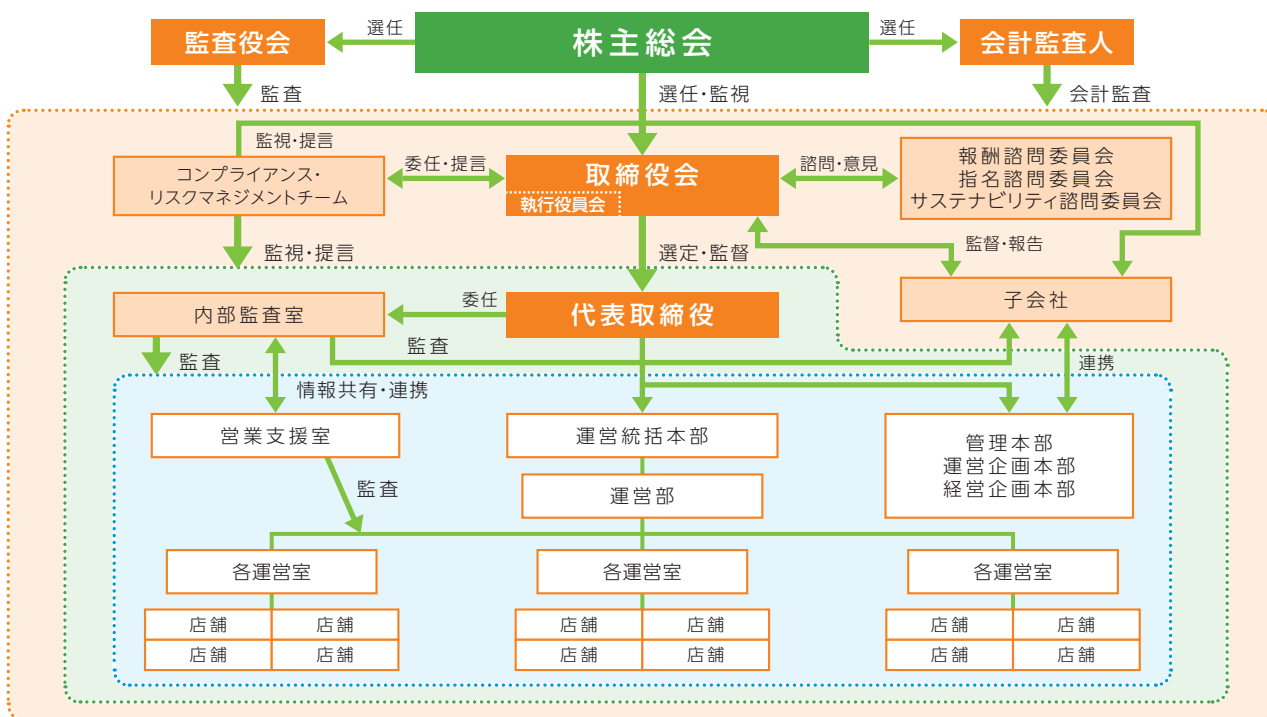 監査役会
選任
株主総会
選任
会計監査人
監査
選任・監視
会計監査
監視・提言
コンプライアンス・
リスクマネジメントチーム
委任・提言
取締役会
執行役員会
諮問・意見
報酬諮問委員会
指名諮問委員会
サステナビリティ諮問委員会
監視・提言
選定・監督
監督・報告
内部監査室
委任
代表取締役
子会社
監査
監査
連携
情報共有・連携
営業支援室
運営統括本部
管理本部
運営企画本部
経営企画本部
監査
運営部
各運営室
各運営室
各運営室
店舗
店舗
店舗
店舗
店舗
店舗
店舗
店舗
店舗
店舗
店舗
店舗